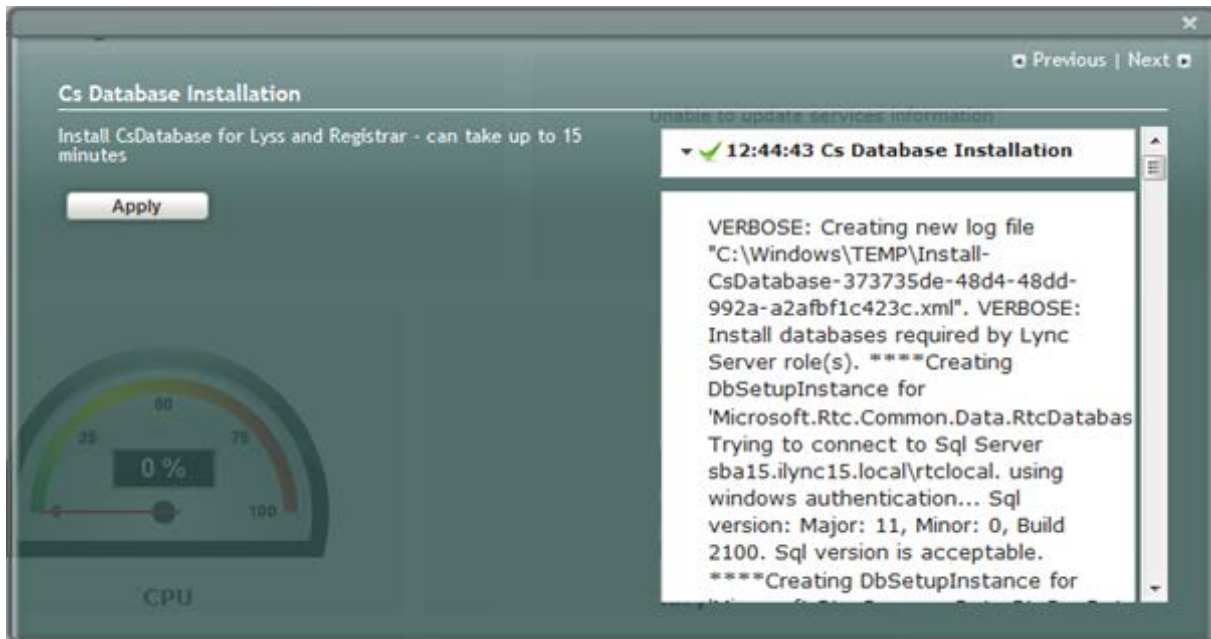 Previous | Next
Cs Database Installation
Install CsDatabase for Lyss and Registrar - can take up to 15
minutes
Apply
Unable to update services information
12:44:43 Cs Database Installation
VERBOSE: Creating new log file
"C:\Windows\TEMP\Install-
CsDatabase-373735de-48d4-48dd-
992a-a2afbf1c423c.xml". VERBOSE:
Install databases required by Lync
Server role(s). ****Creating
DbSetupInstance for
'Microsoft.Rtc.Common.Data.RtcDatabas
Trying to connect to Sql Server
sba15.ilync15.local\rtclocal. using
windows authentication... Sql
version: Major: 11, Minor: 0, Build
2100. Sql version is acceptable.
****Creating DbSetupInstance for
50
25 75
0 %
0 100
CPU